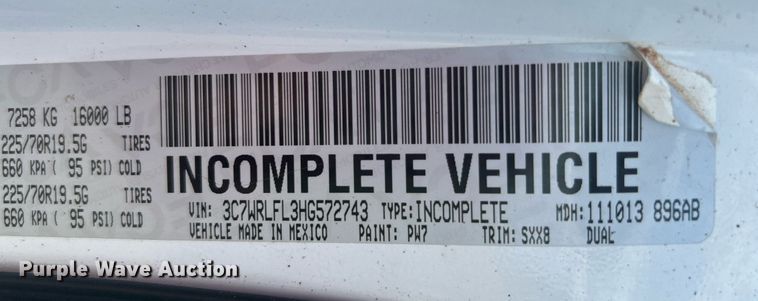 7258 KG 16000 LB
225/70R19.5G TIRES
660 KPA( 95 PSI) COLD
225/70R19.5G TIRES
660 KPA( 95 PSI) COLD
INCOMPLETE VEHICLE
VIN: 3C7WRLFL3HG572743 TYPE:INCOMPLETE MDH:111013 896AB
VEHICLE MADE IN MEXICO PAINT: PW7 TRIM: SXX8 DUAL
Purple Wave Auction